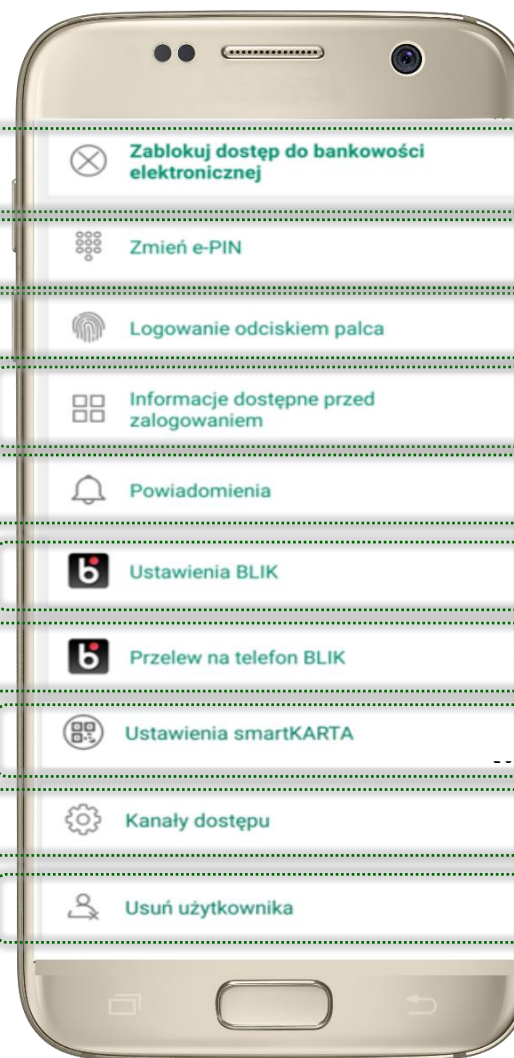 Zablokuj dostęp do bankowości
elektronicznej
Zmień e-PIN
Logowanie odciskiem palca
Informacje dostępne przed
zalogowaniem
Powiadomienia
Ustawienia BLIK
Przelew na telefon BLIK
Ustawienia smartKARTA
Kanały dostępu
Usuń użytkownika